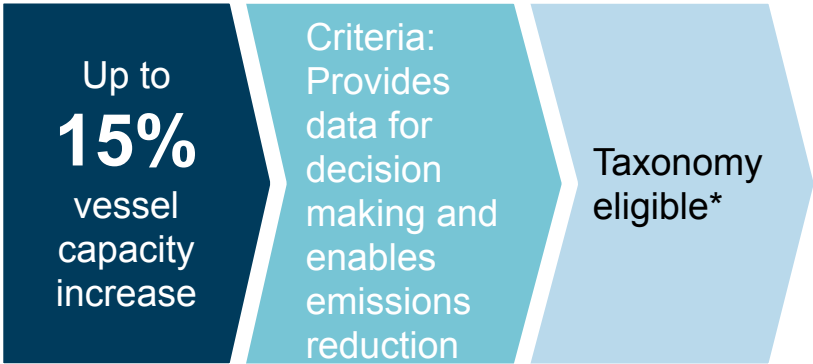 Up to
15%
vessel
capacity
increase
Criteria:
Provides
data for
decision
making and
enables
emissions
reduction
Taxonomy
eligible*